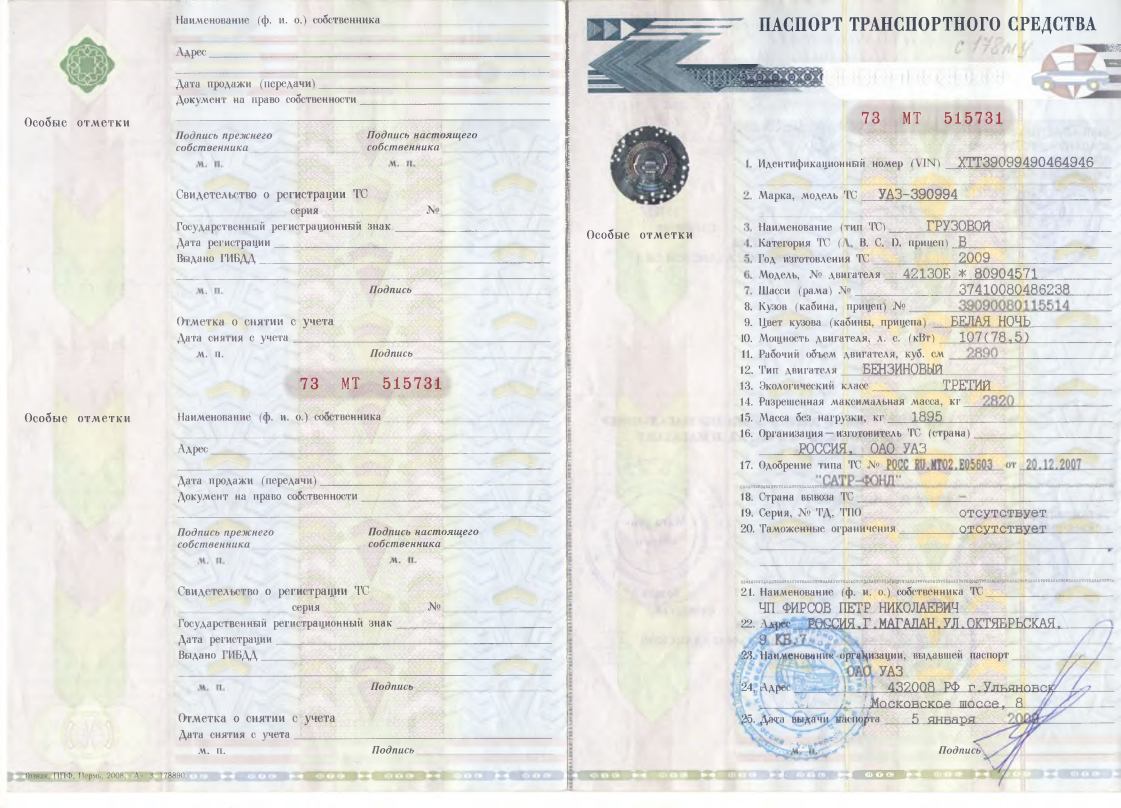 Наименование (ф. и. о.) собственника
Адрес
Дата продажи (передачи)
Документ на право собственности
Особые отметки
Подпись прежнего собственника
Подпись настоящего собственника
м. п.
м. п.
Свидетельство о регистрации ТС
серия №
Государственный регистрационный знак
Дата регистрации
Выдано ГИБДД
м. п. Подпись
Отметка о снятии с учета
Дата снятия с учета
м. п. Подпись
73 МТ 515731
Особые отметки
Наименование (ф. и. о.) собственника
Адрес
Дата продажи (передачи)
Документ на право собственности
Подпись прежнего собственника
Подпись настоящего собственника
м. п.
м. п.
Свидетельство о регистрации ТС
серия №
Государственный регистрационный знак
Дата регистрации
Выдано ГИБДД
м. п. Подпись
Отметка о снятии с учета
Дата снятия с учета
м. п. Подпись
Пермь, 2008
ПАСПОРТ ТРАНСПОРТНОГО СРЕДСТВА
с 178му
73 МТ 515731
Особые отметки
1. Идентификационный номер (VIN) XTT39099490464946
2. Марка, модель ТС УАЗ-390994
3. Наименование (тип ТС) ГРУЗОВОЙ
4. Категория ТС (А, В, С, D, прицеп) В
5. Год изготовления ТС 2009
6. Модель, № двигателя 42130Е * 80904571
7. Шасси (рама) № 37410080486238
8. Кузов (кабина, прицеп) № 39090080115514
9. Цвет кузова (кабины, прицепа) БЕЛАЯ НОЧЬ
10. Мощность двигателя, л. с. (кВт) 107(78,5)
11. Рабочий объем двигателя, куб. см 2890
12. Тип двигателя БЕНЗИНОВЫЙ
13. Экологический класс ТРЕТИЙ
14. Разрешенная максимальная масса, кг 2820
15. Масса без нагрузки, кг 1895
16. Организация—изготовитель ТС (страна)
РОССИЯ, ОАО УАЗ
17. Одобрение типа ТС № РОСС RU.МТ02.Е05603 от 20.12.2007
"САТР-ФОНД"
18. Страна вывоза ТС –
19. Серия, № ТД, ТПО отсутствует
20. Таможенные ограничения отсутствует
21. Наименование (ф. и. о.) собственника ТС
ЧП ФИРСОВ ПЕТР НИКОЛАЕВИЧ
22. Адрес РОССИЯ,Г.МАГАЛАН,УЛ.ОКТЯБРЬСКАЯ,
9 КВ.7
23. Наименование организации, выдавшей паспорт
ОАО УАЗ
24. Адрес 432008 РФ г.Ульяновск
Московское шоссе, 8
25. Дата выдачи паспорта 5 января 2009
м. п. Подпись